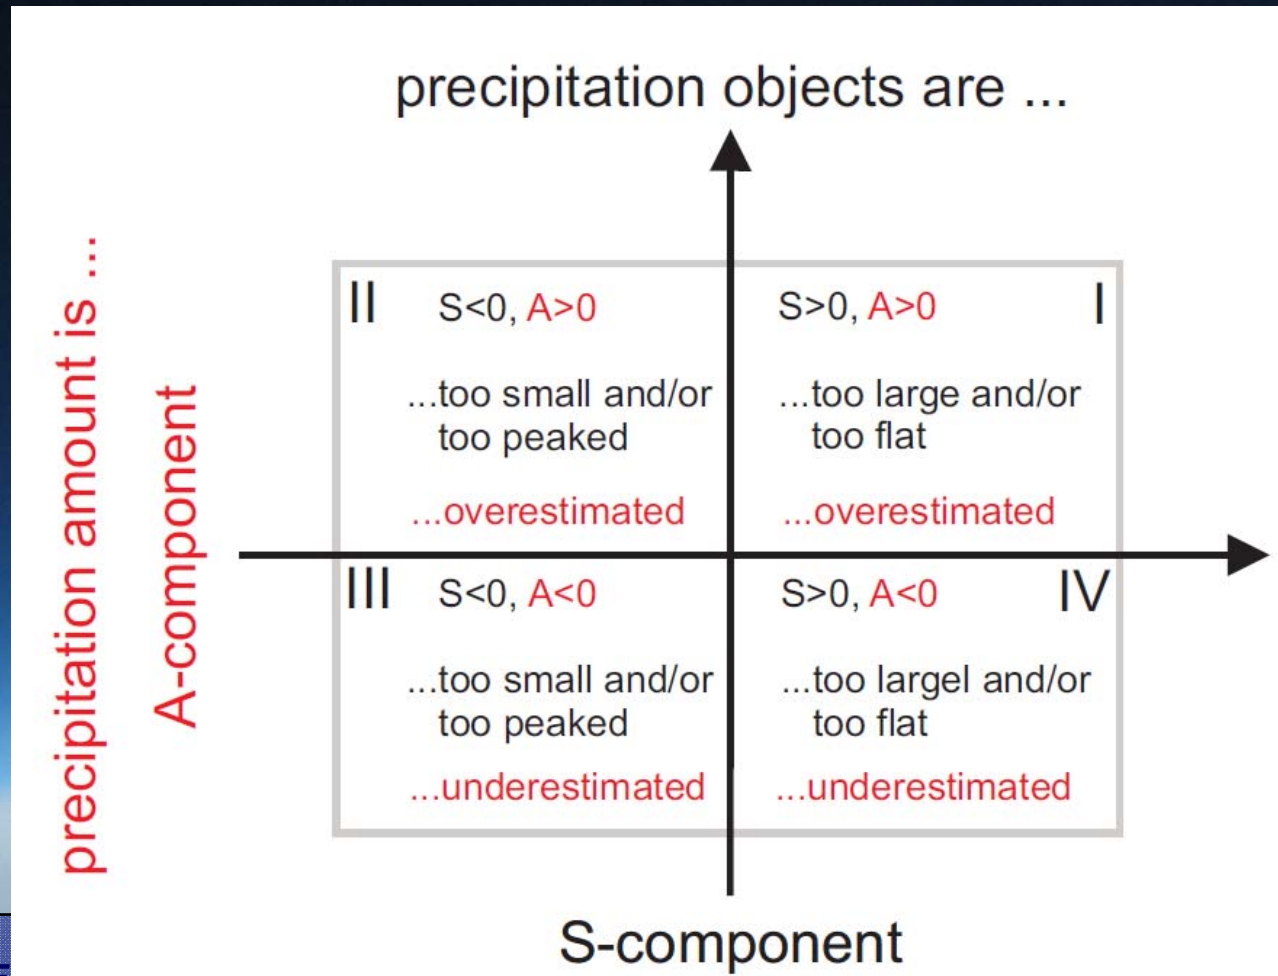 precipitation objects are ...
precipitation amount is ...
A-component
II
S<0, A>0
...too small and/or
too peaked
...overestimated
S>0, A>0
I
...too large and/or
too flat
...overestimated
III
S<0, A<0
...too small and/or
too peaked
...underestimated
S>0, A<0
IV
...too largel and/or
too flat
...underestimated
S-component